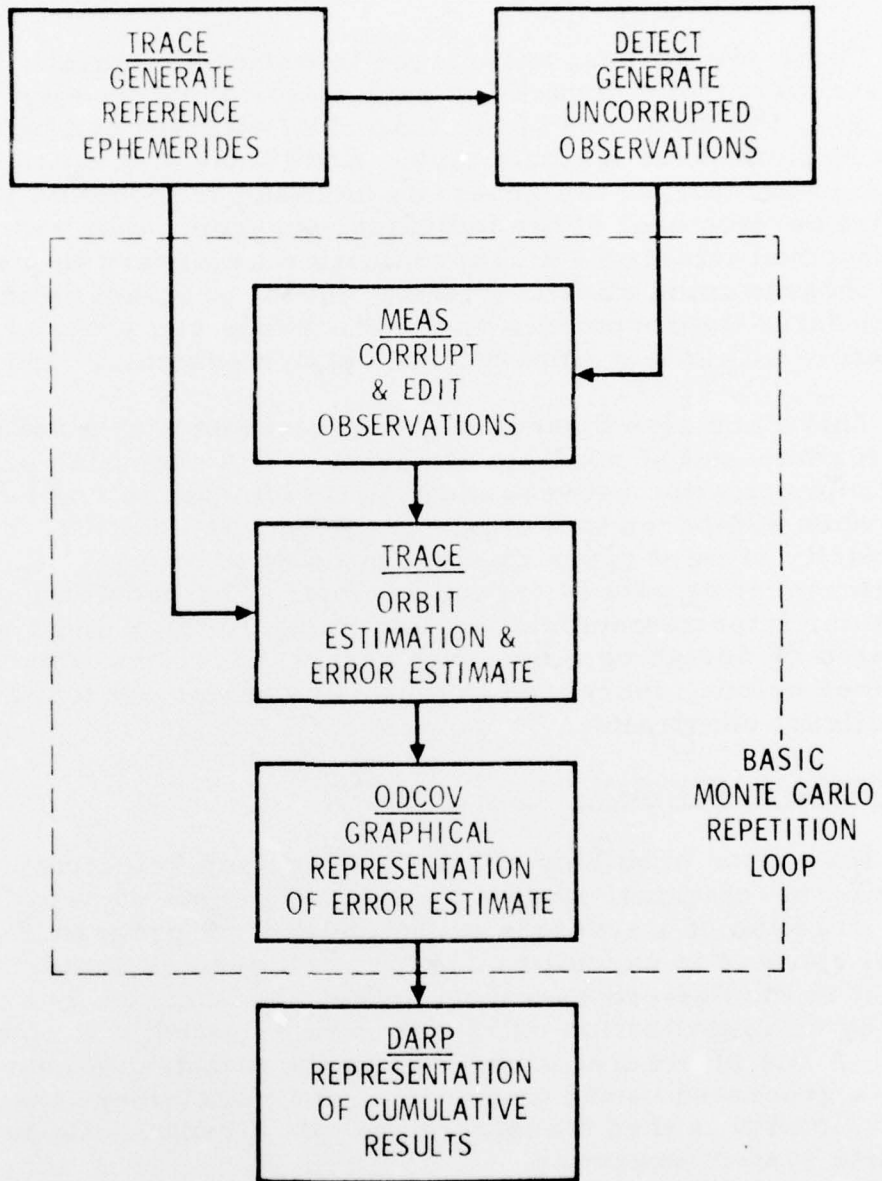 TRACE
GENERATE
REFERENCE
EPHEMERIDES
DETECT
GENERATE
UNCORRUPTED
OBSERVATIONS
MEAS
CORRUPT
& EDIT
OBSERVATIONS
TRACE
ORBIT
ESTIMATION &
ERROR ESTIMATE
ODCOV
GRAPHICAL
REPRESENTATION
OF ERROR ESTIMATE
BASIC
MONTE CARLO
REPETITION
LOOP
DARP
REPRESENTATION
OF CUMULATIVE
RESULTS